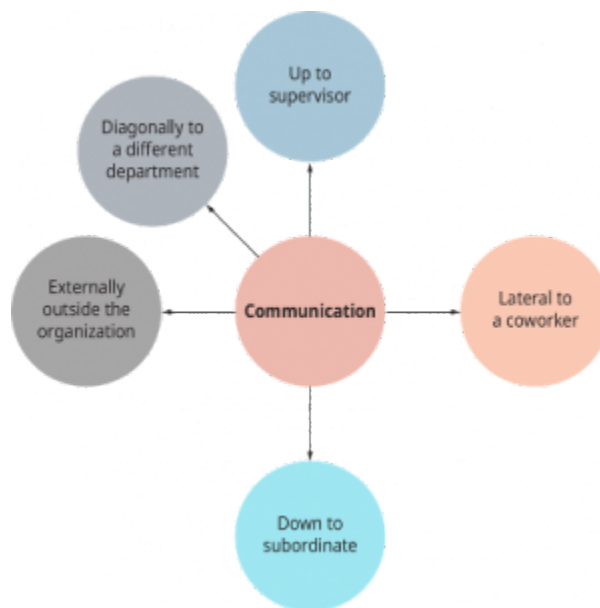 Up to
supervisor
Diagonally to
a different
department
Externally
outside the
organization
Communication
Lateral to
a coworker
Down to
subordinate